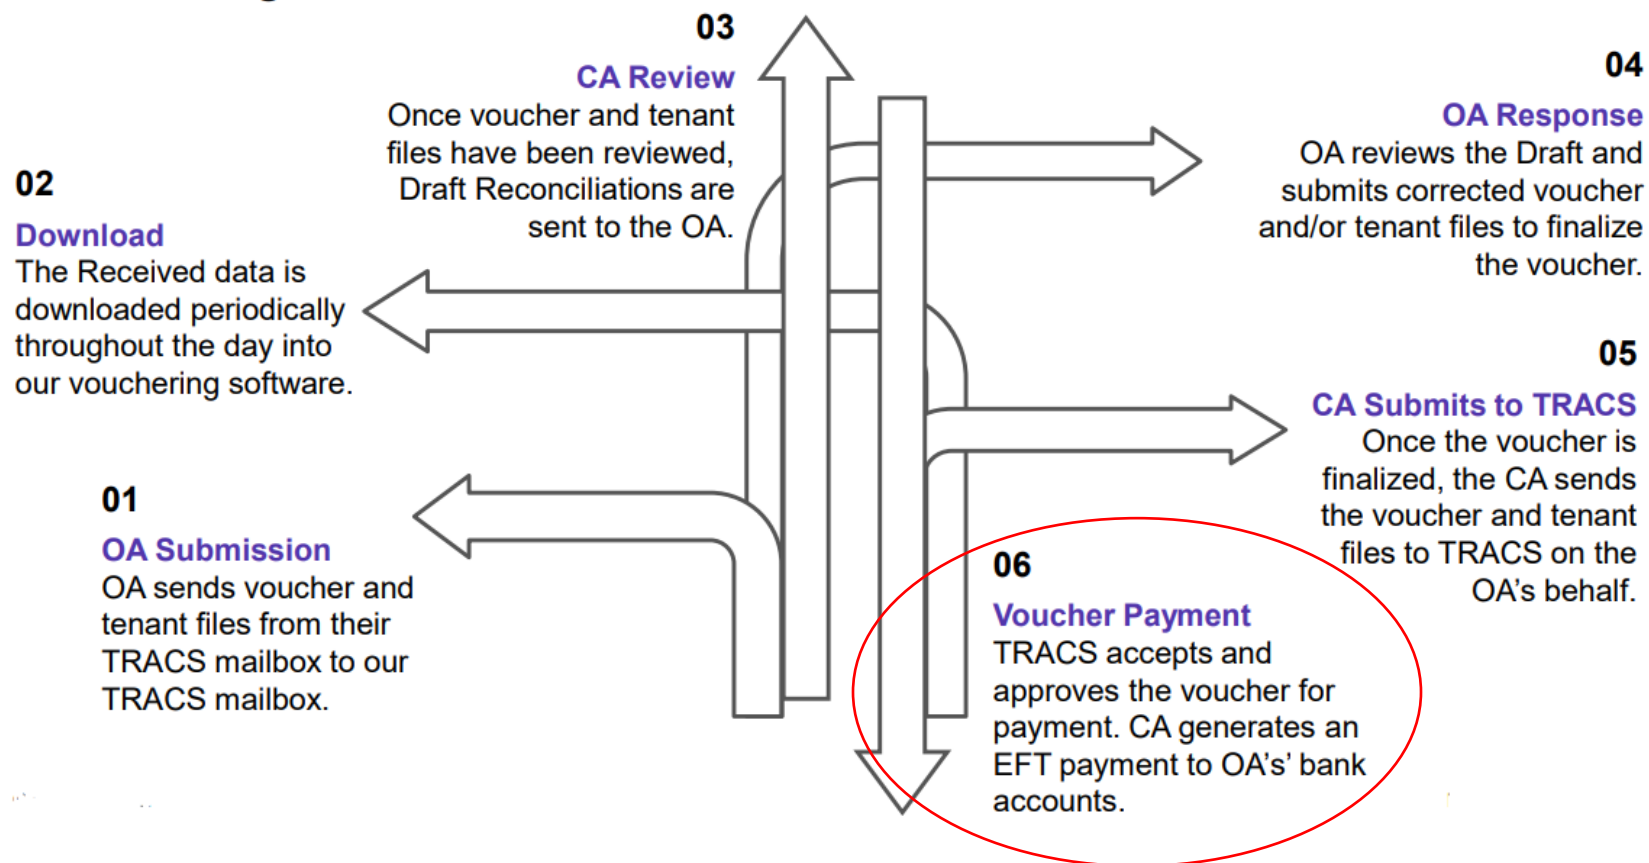 01
OA Submission
OA sends voucher and
tenant files from their
TRACS mailbox to our
TRACS mailbox.
02
Download
The Received data is
downloaded periodically
throughout the day into
our vouchering software.
03
CA Review
Once voucher and tenant
files have been reviewed,
Draft Reconciliations are
sent to the OA.
04
OA Response
OA reviews the Draft and
submits corrected voucher
and/or tenant files to finalize
the voucher.
05
CA Submits to TRACS
Once the voucher is
finalized, the CA sends
the voucher and tenant
files to TRACS on the
OA’s behalf.
06
Voucher Payment
TRACS accepts and
approves the voucher for
payment. CA generates an
EFT payment to OA’s’ bank
accounts.